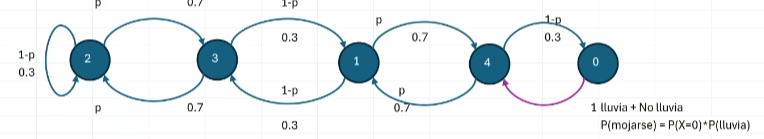 p
0.7
1-p
0.3
p
0.7
1-p
0.3
1-p
0.3
2
3
1
4
0
p
0.7
1-p
0.3
p
0.7
1 lluvia + No lluvia
P(mojarse) = P(X=0)*P(lluvia)